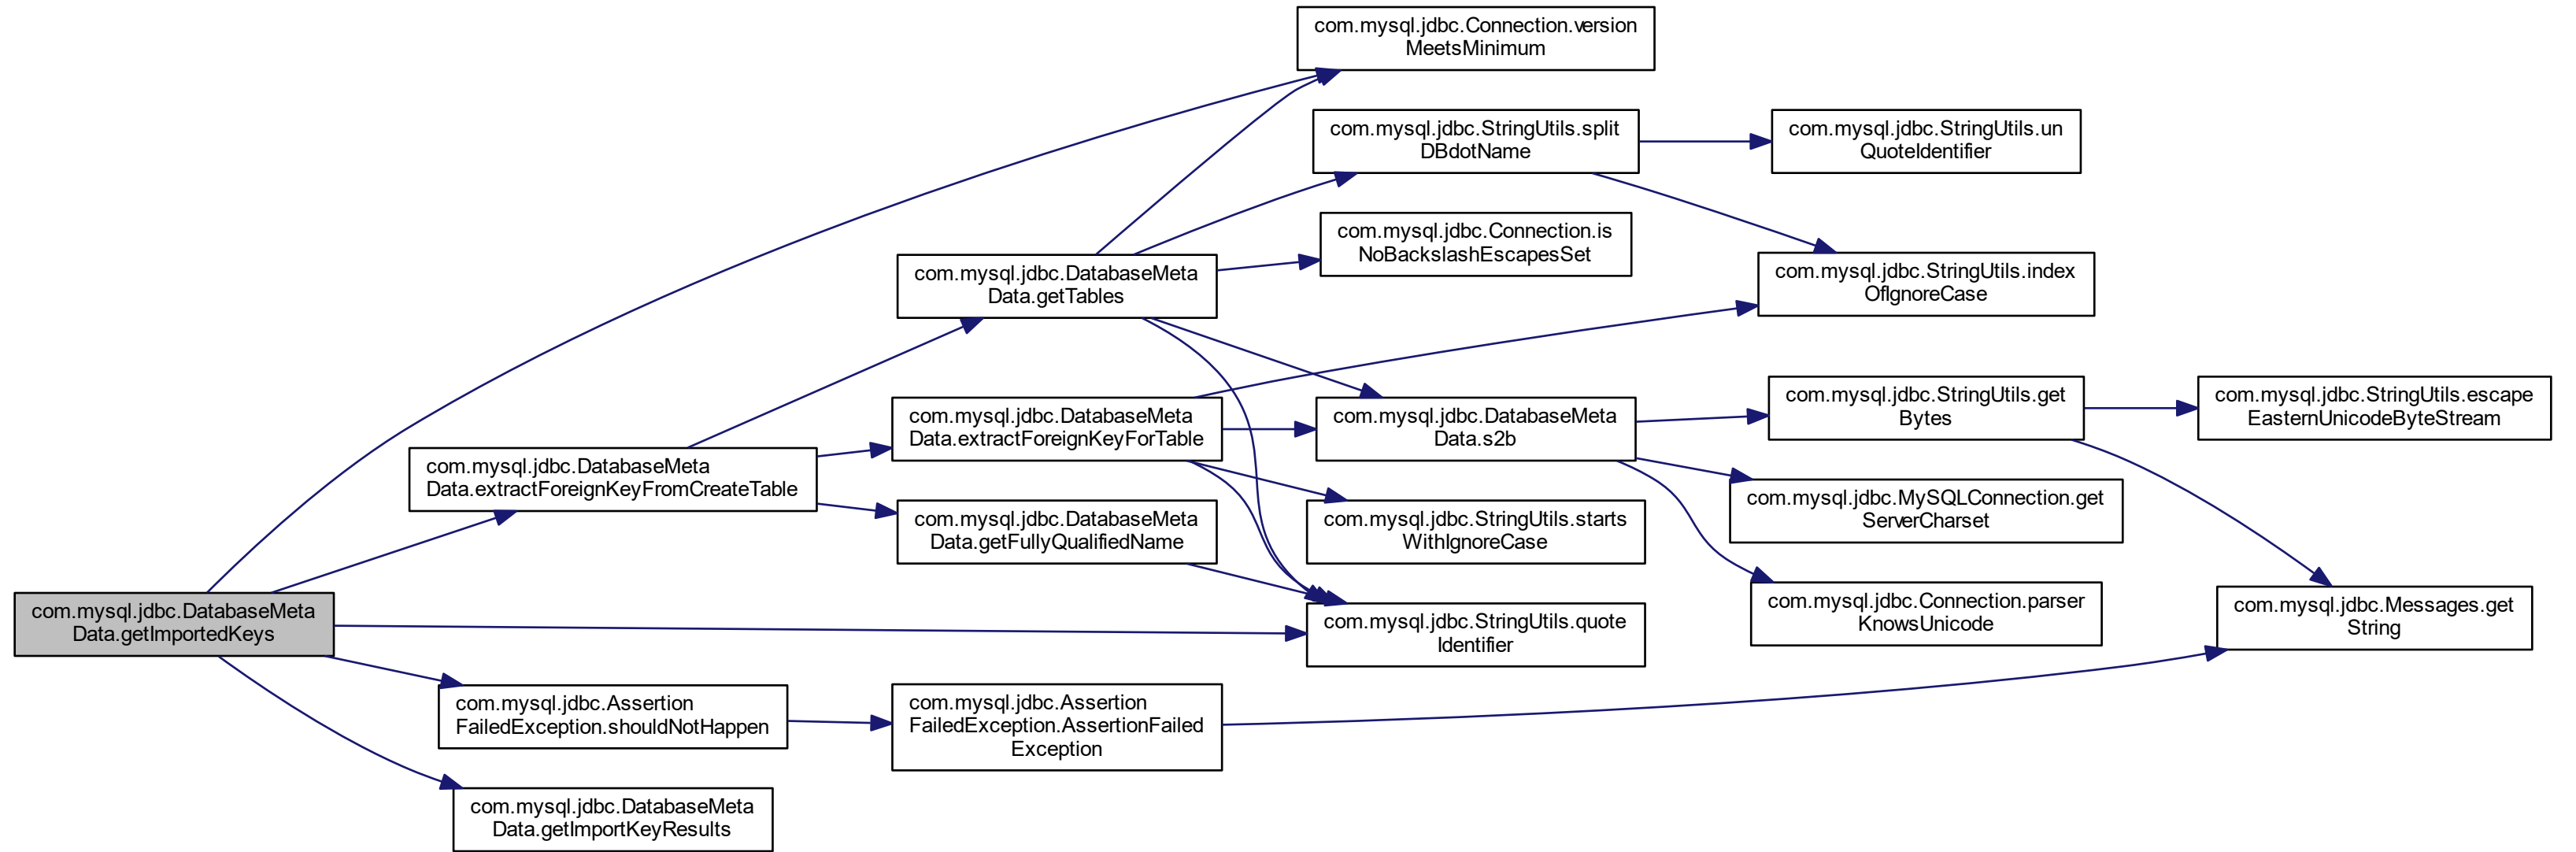 com.mysql.jdbc.Connection.version
MeetsMinimum
com.mysql.jdbc.StringUtils.split
DBdotName
com.mysql.jdbc.StringUtils.un
QuoteIdentifier
com.mysql.jdbc.Connection.is
NoBackslashEscapesSet
com.mysql.jdbc.DatabaseMeta
Data.getTables
com.mysql.jdbc.StringUtils.index
OfIgnoreCase
com.mysql.jdbc.DatabaseMeta
Data.extractForeignKeyForTable
com.mysql.jdbc.DatabaseMeta
Data.s2b
com.mysql.jdbc.StringUtils.get
Bytes
com.mysql.jdbc.StringUtils.escape
EasternUnicodeByteStream
com.mysql.jdbc.DatabaseMeta
Data.extractForeignKeyFromCreateTable
com.mysql.jdbc.MySQLConnection.get
ServerCharset
com.mysql.jdbc.DatabaseMeta
Data.getFullyQualifiedName
com.mysql.jdbc.StringUtils.starts
WithIgnoreCase
com.mysql.jdbc.Connection.parser
KnowsUnicode
com.mysql.jdbc.DatabaseMeta
Data.getImportedKeys
com.mysql.jdbc.StringUtils.quote
Identifier
com.mysql.jdbc.Messages.get
String
com.mysql.jdbc.Assertion
FailedException.shouldNotHappen
com.mysql.jdbc.Assertion
FailedException.AssertionFailed
Exception
com.mysql.jdbc.DatabaseMeta
Data.getImportKeyResults